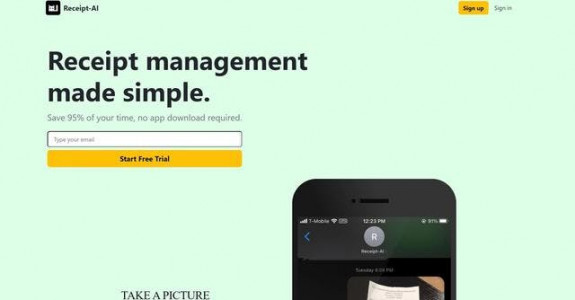 Receipt-AI
Sign up
Sign in
Receipt management
made simple.
Save 95% of your time, no app download required.
Type your email
Start Free Trial
T-Mobile
12:23 PM
91%
R
Receipt-AI
Tuesday 4:09 PM
TAKE A PICTURE